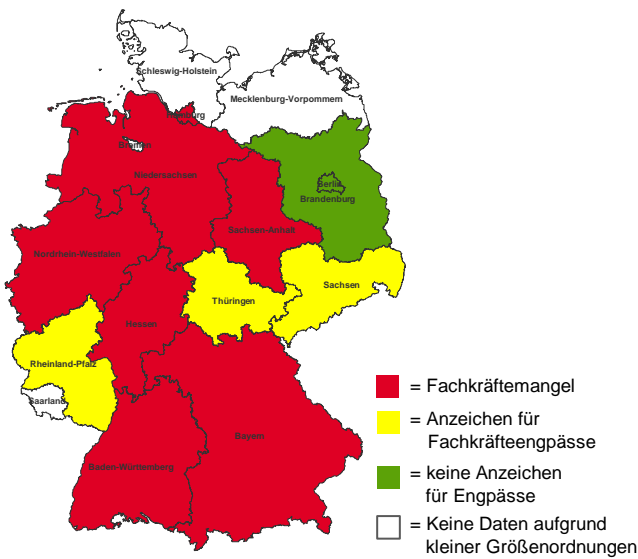 Schleswig-Holstein
Mecklenburg-Vorpommern
Hamburg
Bremen
Niedersachsen
Berlin
Brandenburg
Sachsen-Anhalt
Nordrhein-Westfalen
Sachsen
Thüringen
Hessen
Rheinland-Pfalz
Saarland
Bayern
Baden-Württemberg
= Fachkräftemangel
= Anzeichen für
Fachkräfteengpässe
= keine Anzeichen
für Engpässe
= Keine Daten aufgrund
kleiner Größenordnungen